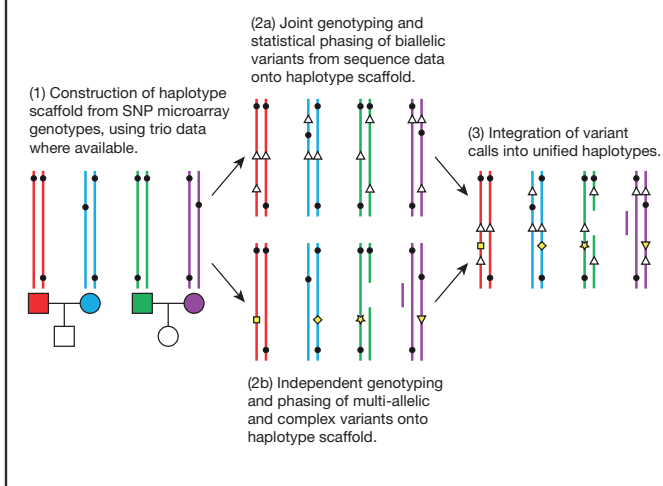 (1) Construction of haplotype
scaffold from SNP microarray
genotypes, using trio data
where available.
(2a) Joint genotyping and
statistical phasing of biallelic
variants from sequence data
onto haplotype scaffold.
(2b) Independent genotyping
and phasing of multi-allelic
and complex variants onto
haplotype scaffold.
(3) Integration of variant
calls into unified haplotypes.